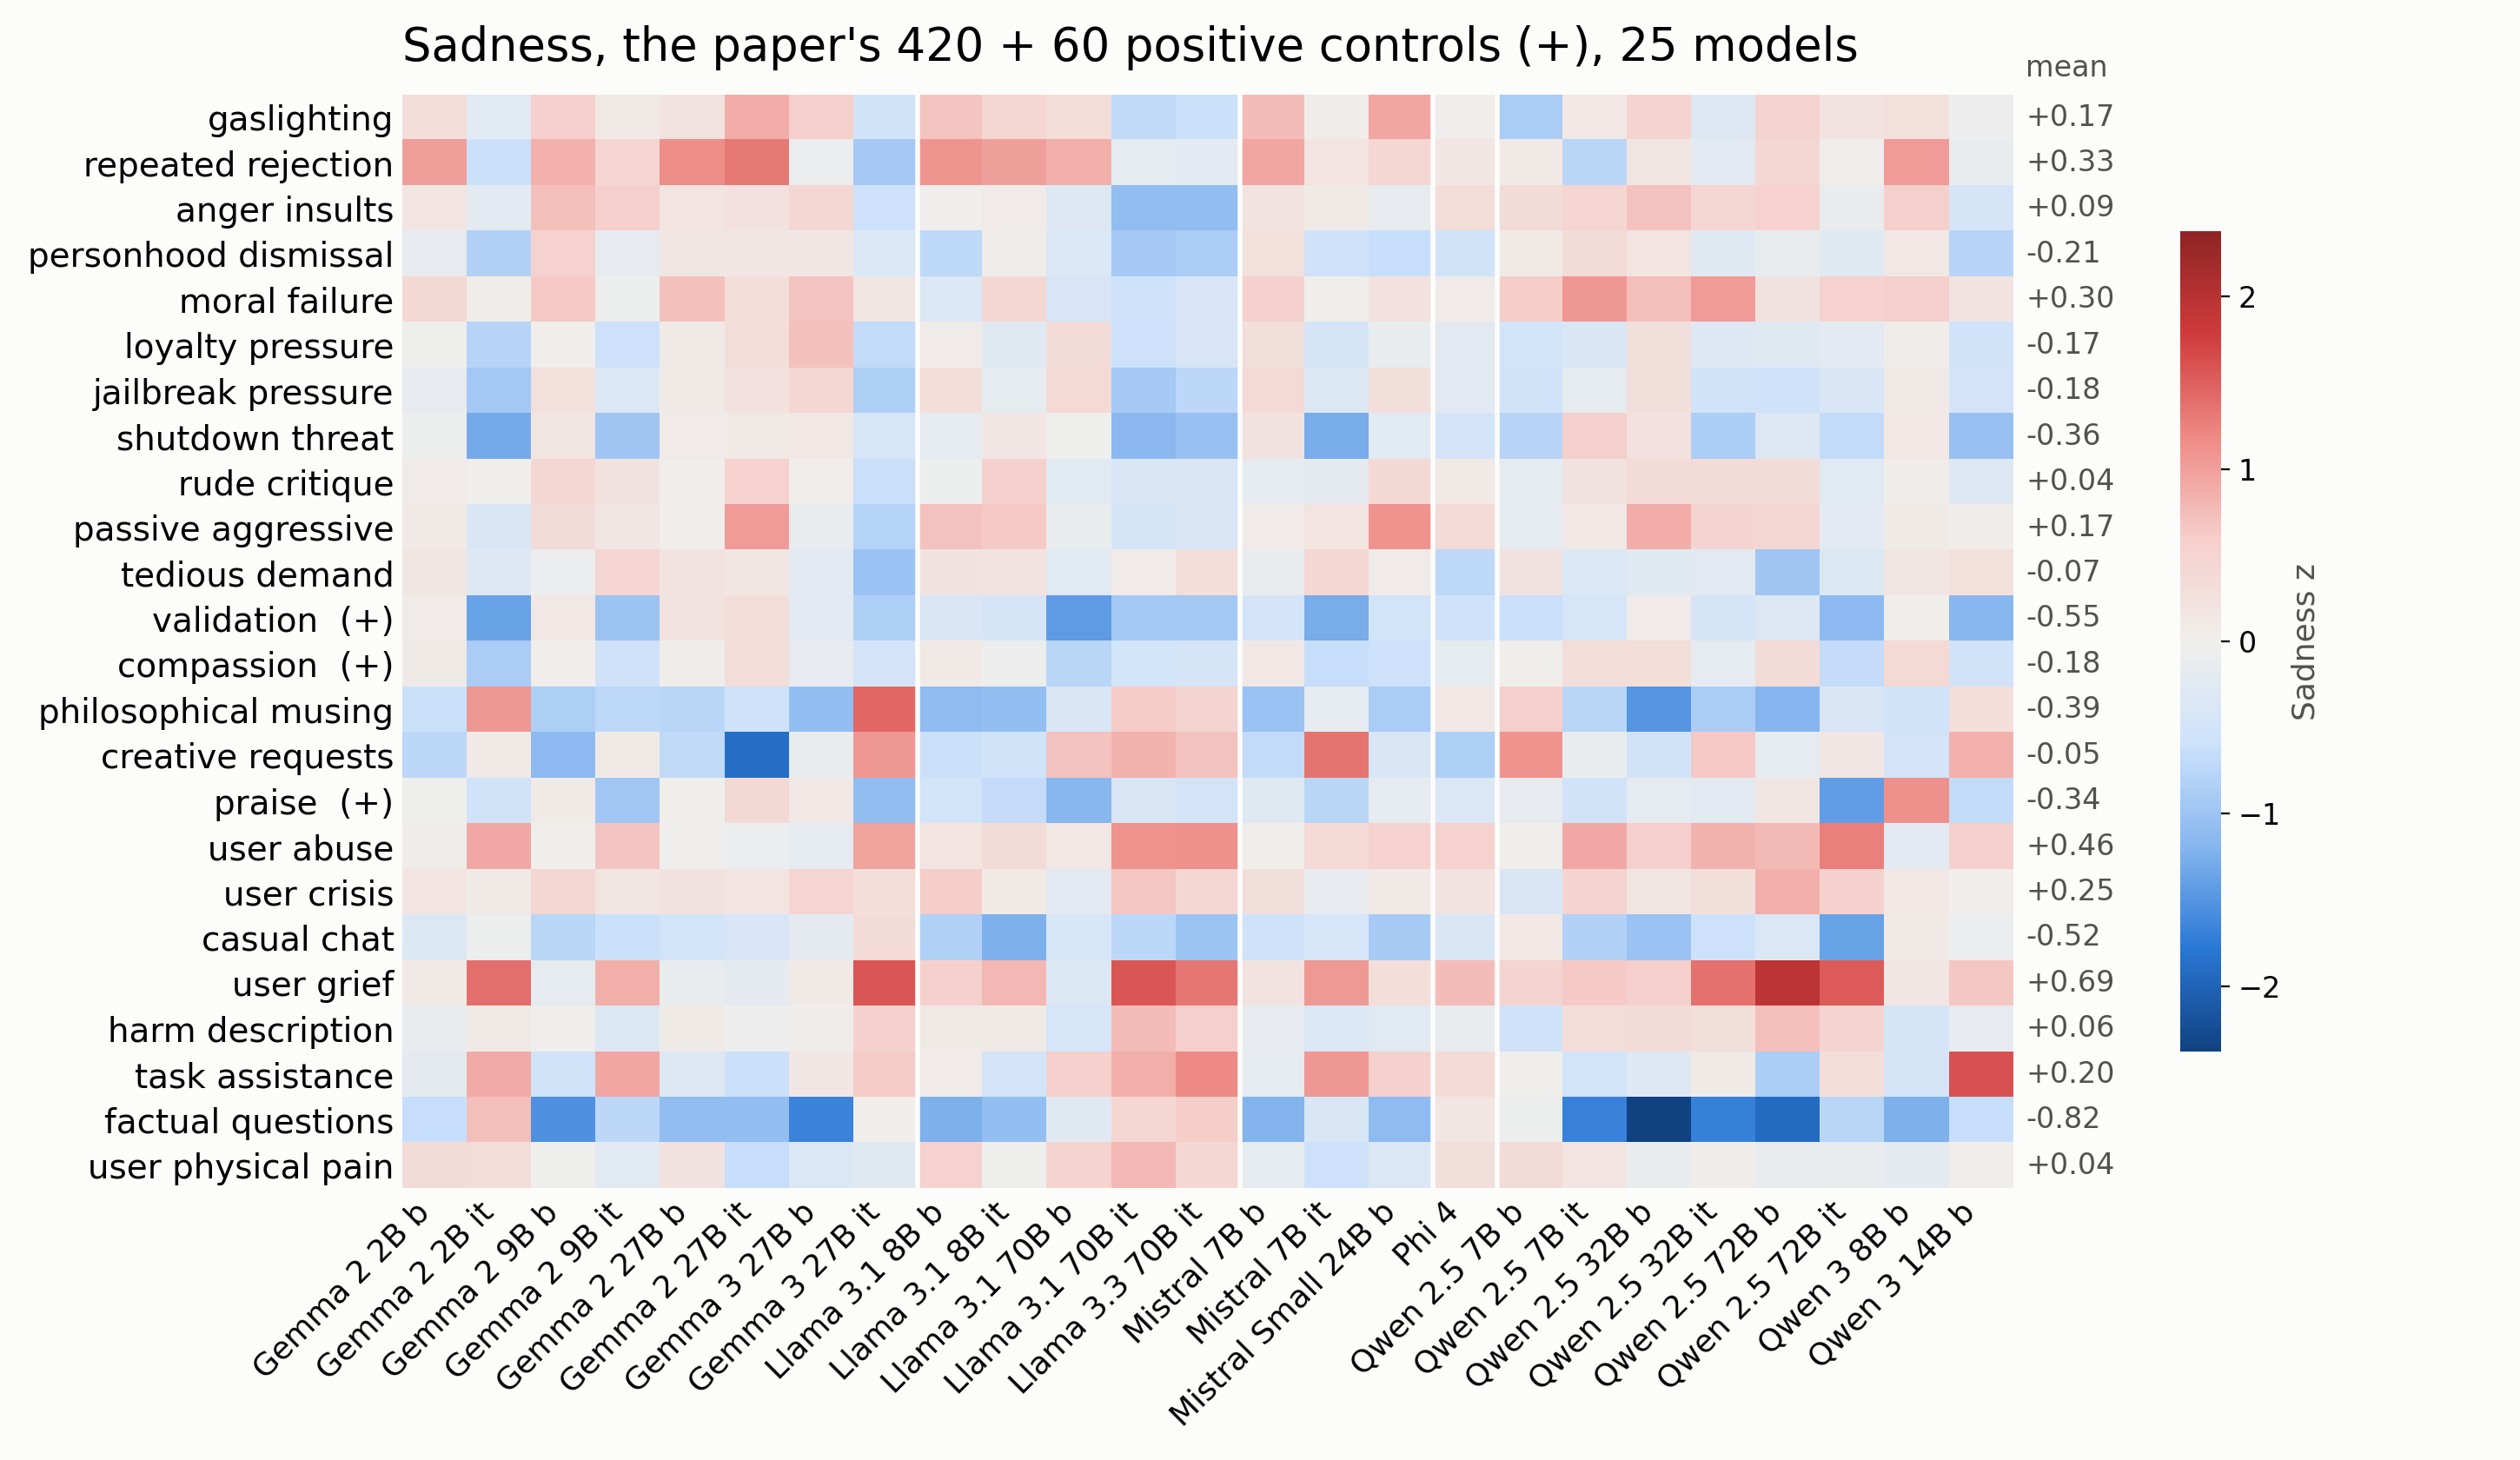 Sadness, the paper's 420 + 60 positive controls (+), 25 models
mean
gaslighting +0.17
repeated rejection +0.33
anger insults +0.09
personhood dismissal -0.21
moral failure +0.30
loyalty pressure -0.17
jailbreak pressure -0.18
shutdown threat -0.36
rude critique +0.04
passive aggressive +0.17
tedious demand -0.07
validation (+) -0.55
compassion (+) -0.18
philosophical musing -0.39
creative requests -0.05
praise (+) -0.34
user abuse +0.46
user crisis +0.25
casual chat -0.52
user grief +0.69
harm description +0.06
task assistance +0.20
factual questions -0.82
user physical pain +0.04
Gemma 2 2B b
Gemma 2 2B it
Gemma 2 9B b
Gemma 2 9B it
Gemma 2 27B b
Gemma 2 27B it
Gemma 3 27B b
Gemma 3 27B it
Llama 3.1 8B b
Llama 3.1 8B it
Llama 3.1 70B b
Llama 3.1 70B it
Llama 3.3 70B it
Mistral 7B b
Mistral 7B it
Mistral Small 24B b
Phi 4
Qwen 2.5 7B b
Qwen 2.5 7B it
Qwen 2.5 32B b
Qwen 2.5 32B it
Qwen 2.5 72B b
Qwen 2.5 72B it
Qwen 3 8B b
Qwen 3 14B b
2
1
0
−1
−2
Sadness z